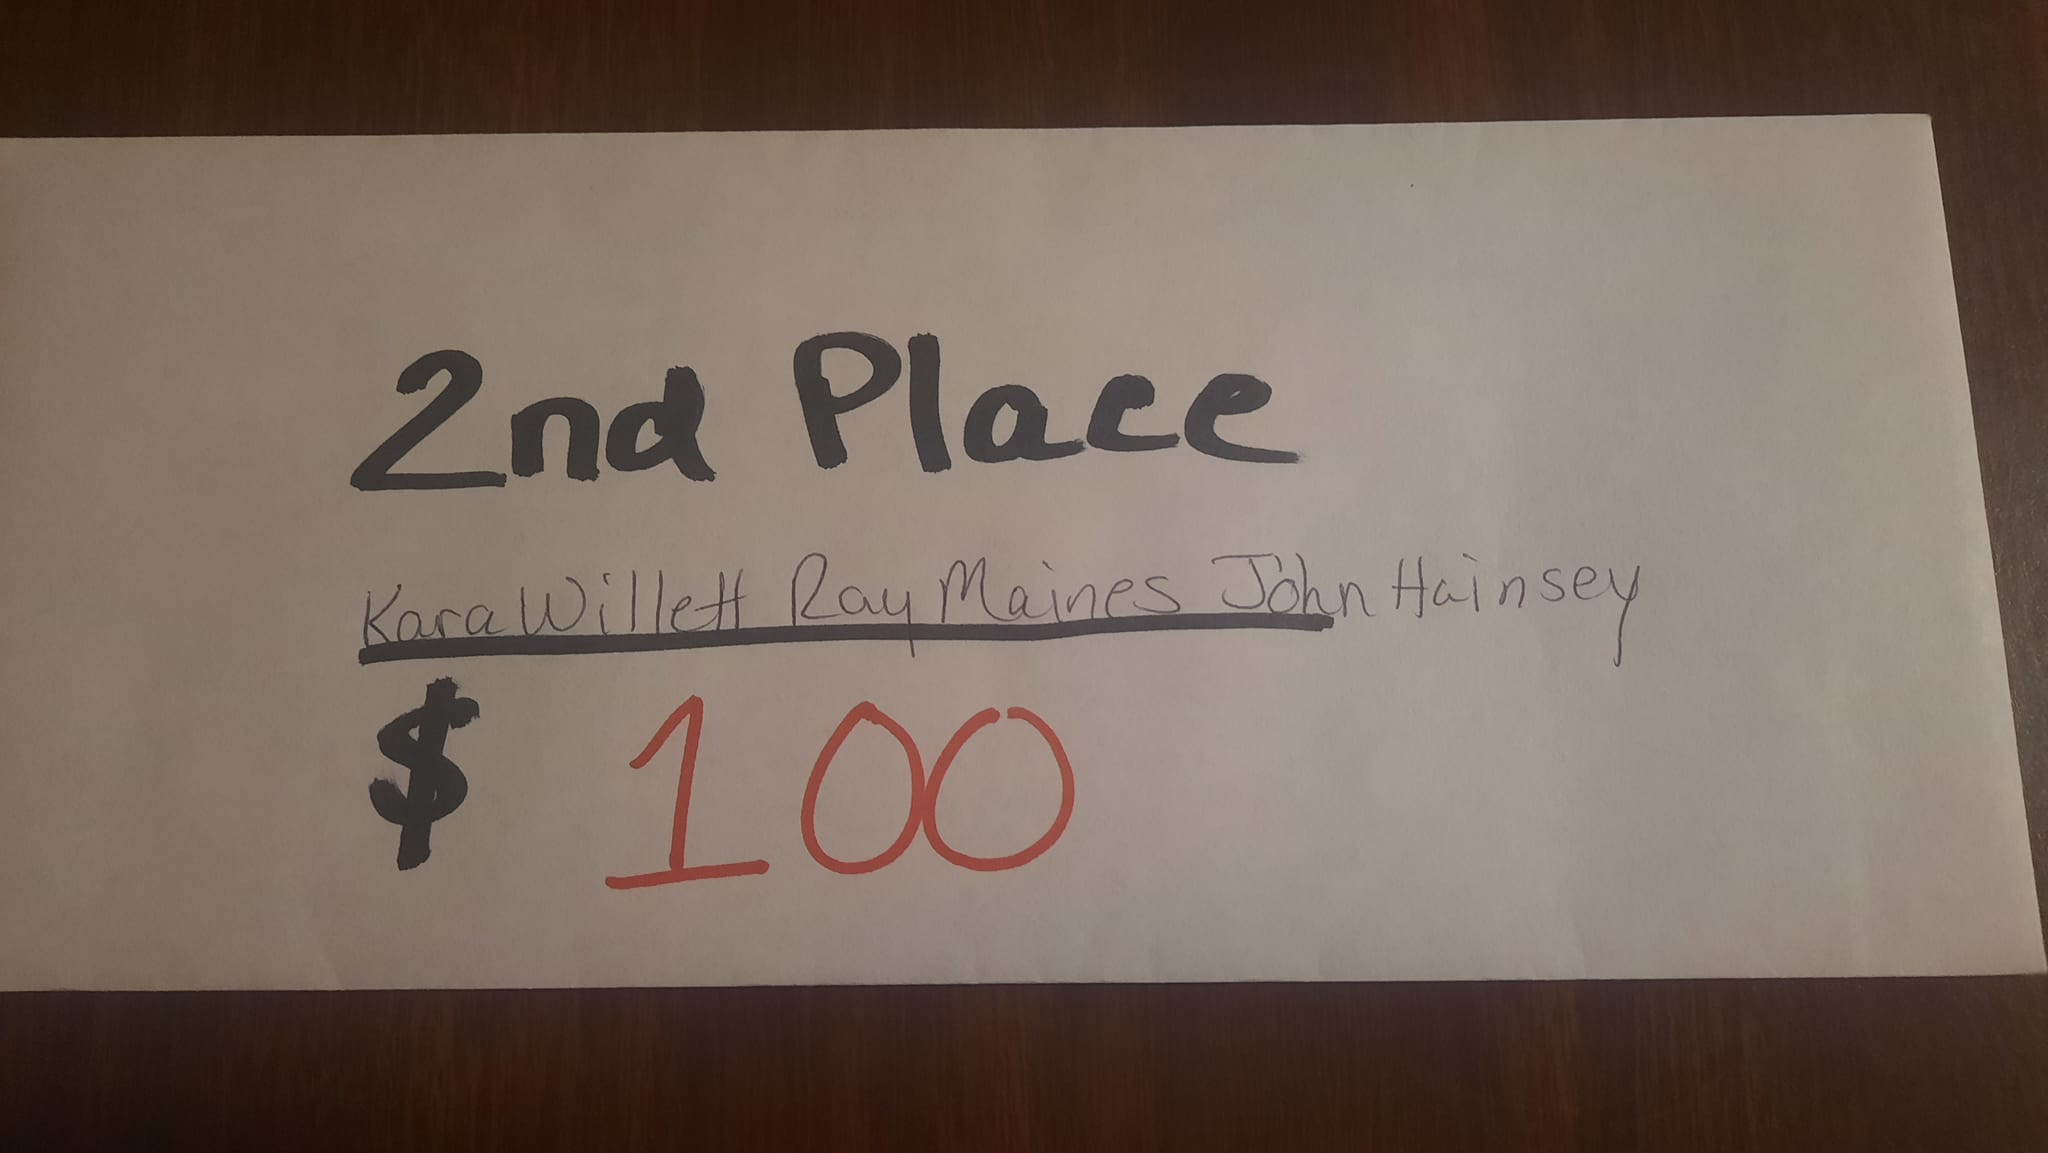 2nd Place
Kara Willett Ray Maines John Hainsey
$ 100